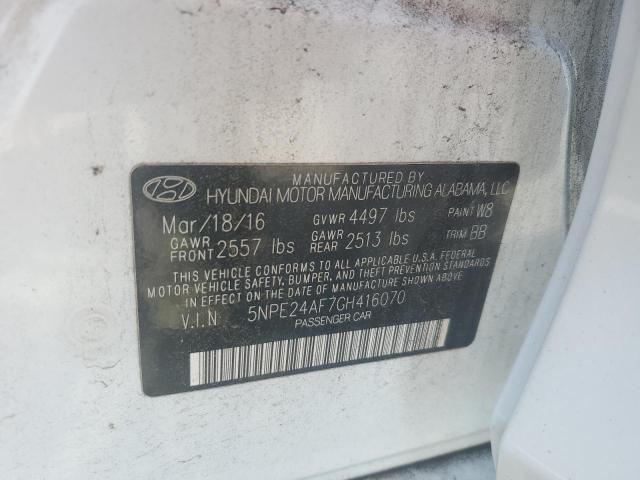 MANUFACTURED BY
HYUNDAI MOTOR MANUFACTURING ALABAMA, LLC
Mar/18/16 GVWR 4497 lbs PAINT W8
GAWR FRONT 2557 lbs GAWR REAR 2513 lbs TRIM BB
THIS VEHICLE CONFORMS TO ALL APPLICABLE U.S.A. FEDERAL
MOTOR VEHICLE SAFETY, BUMPER, AND THEFT PREVENTION
STANDARDS IN EFFECT ON THE DATE OF MANUFACTURE SHOWN ABOVE.
V.I.N 5NPE24AF7GH416070
PASSENGER CAR